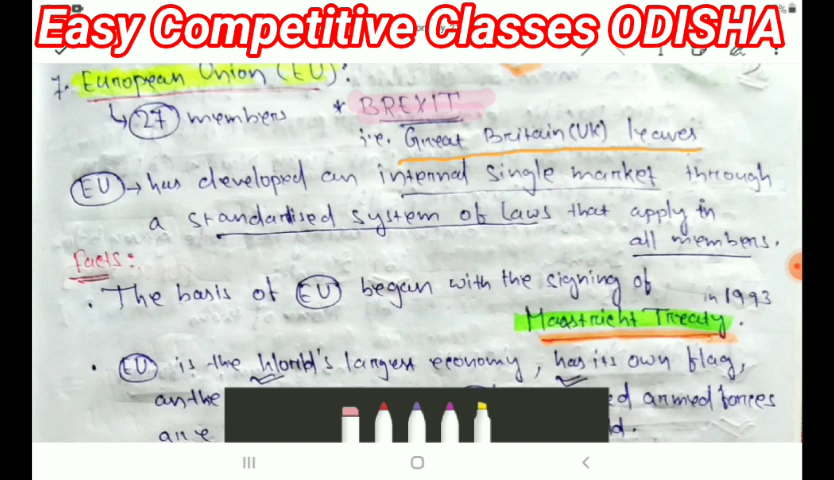 Easy Competitive Classes ODISHA
7. European Union (EU):
↳ 27 members * BREXIT
i.e. Great Britain (UK) leaves
EU → has developed an internal single market through
a standardised system of laws that apply in
all members.
Facts:
• The basis of EU began with the signing of
Maastricht Treaty. in 1993
• EU is the World's largest economy, has its own flag,
armed forces